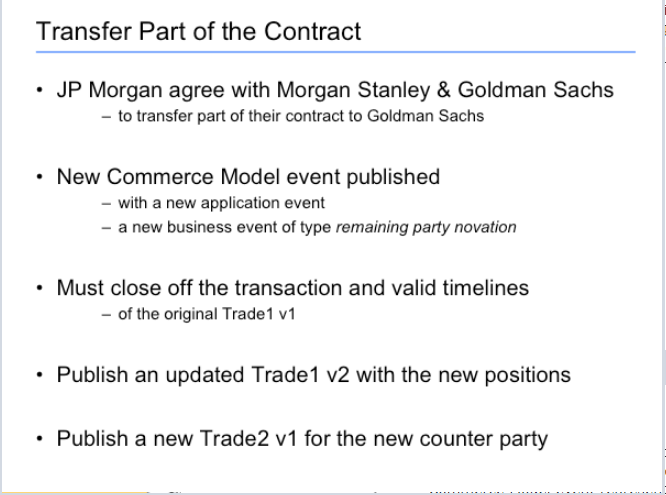 Transfer Part of the Contract
• JP Morgan agree with Morgan Stanley & Goldman Sachs
– to transfer part of their contract to Goldman Sachs
• New Commerce Model event published
– with a new application event
– a new business event of type remaining party novation
• Must close off the transaction and valid timelines
– of the original Trade1 v1
• Publish an updated Trade1 v2 with the new positions
• Publish a new Trade2 v1 for the new counter party